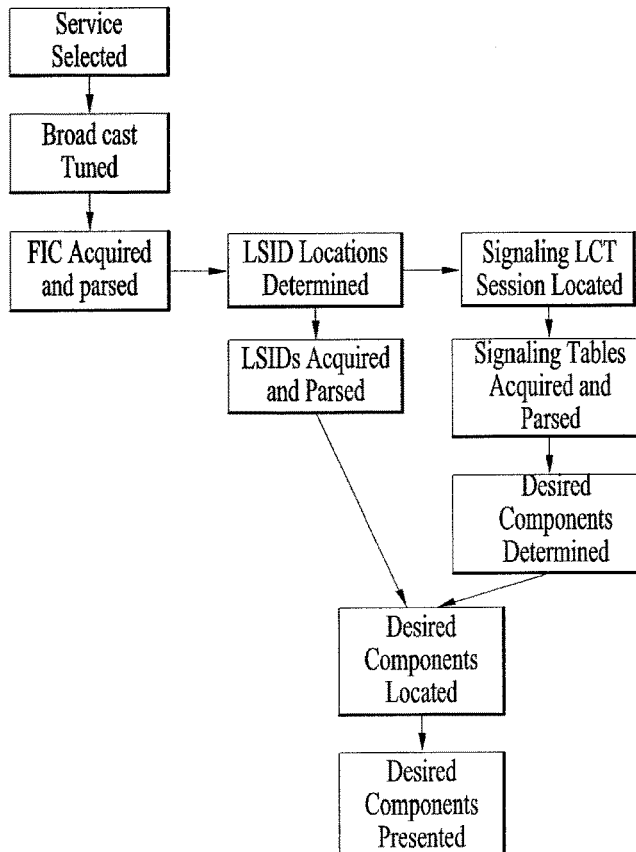 Service
Selected
Broad cast
Tuned
FIC Acquired
and parsed
LSID Locations
Determined
Signaling LCT
Session Located
LSIDs Acquired
and Parsed
Signaling Tables
Acquired and
Parsed
Desired
Components
Determined
Desired
Components
Located
Desired
Components
Presented